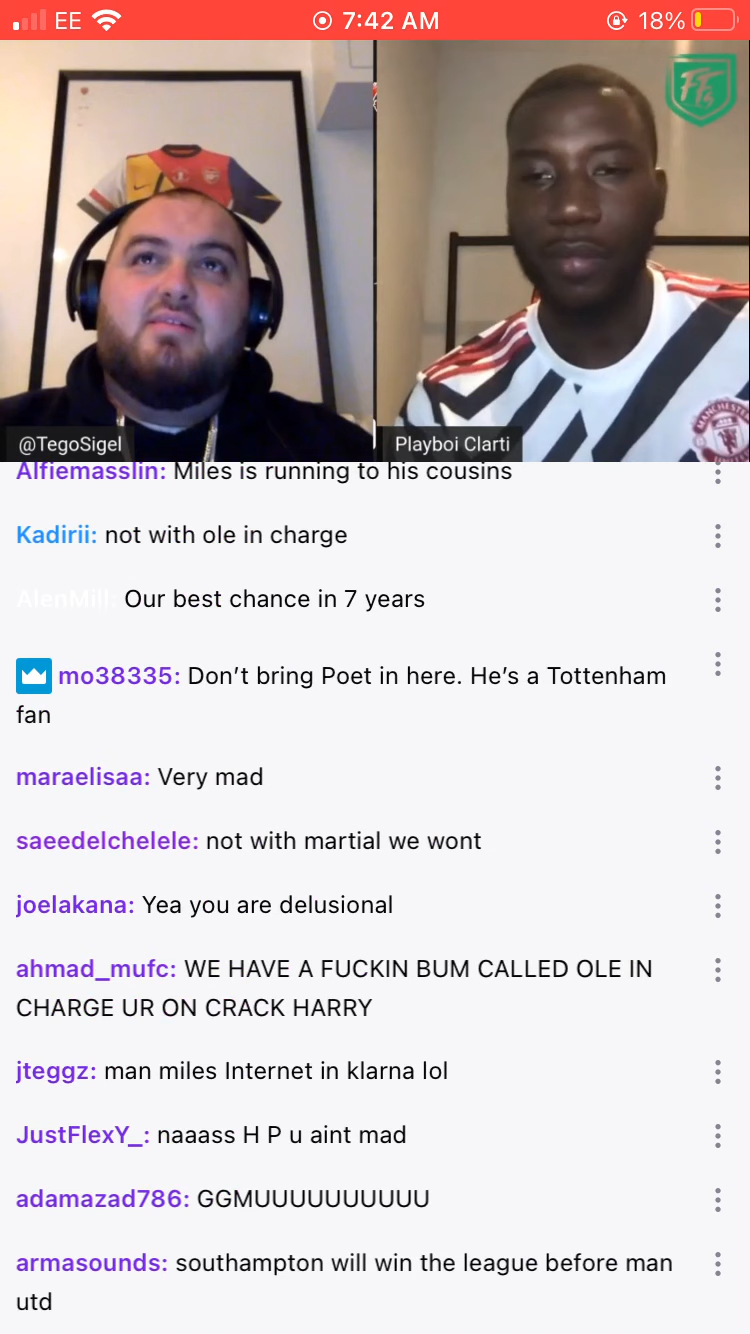 EE 7:42 AM 18%
FTs
@TegoSigel
Playboi Clarti
MANCHESTER
UNITED
Alfiemasslin: Miles is running to his cousins
Kadirii: not with ole in charge
AlenMill: Our best chance in 7 years
mo38335: Don’t bring Poet in here. He’s a Tottenham
fan
maraelisaa: Very mad
saeedelchelele: not with martial we wont
joelakana: Yea you are delusional
ahmad_mufc: WE HAVE A FUCKIN BUM CALLED OLE IN
CHARGE UR ON CRACK HARRY
jteggz: man miles Internet in klarna lol
JustFlexY_: naaass H P u aint mad
adamazad786: GGMUUUUUUUUUU
armasounds: southampton will win the league before man
utd